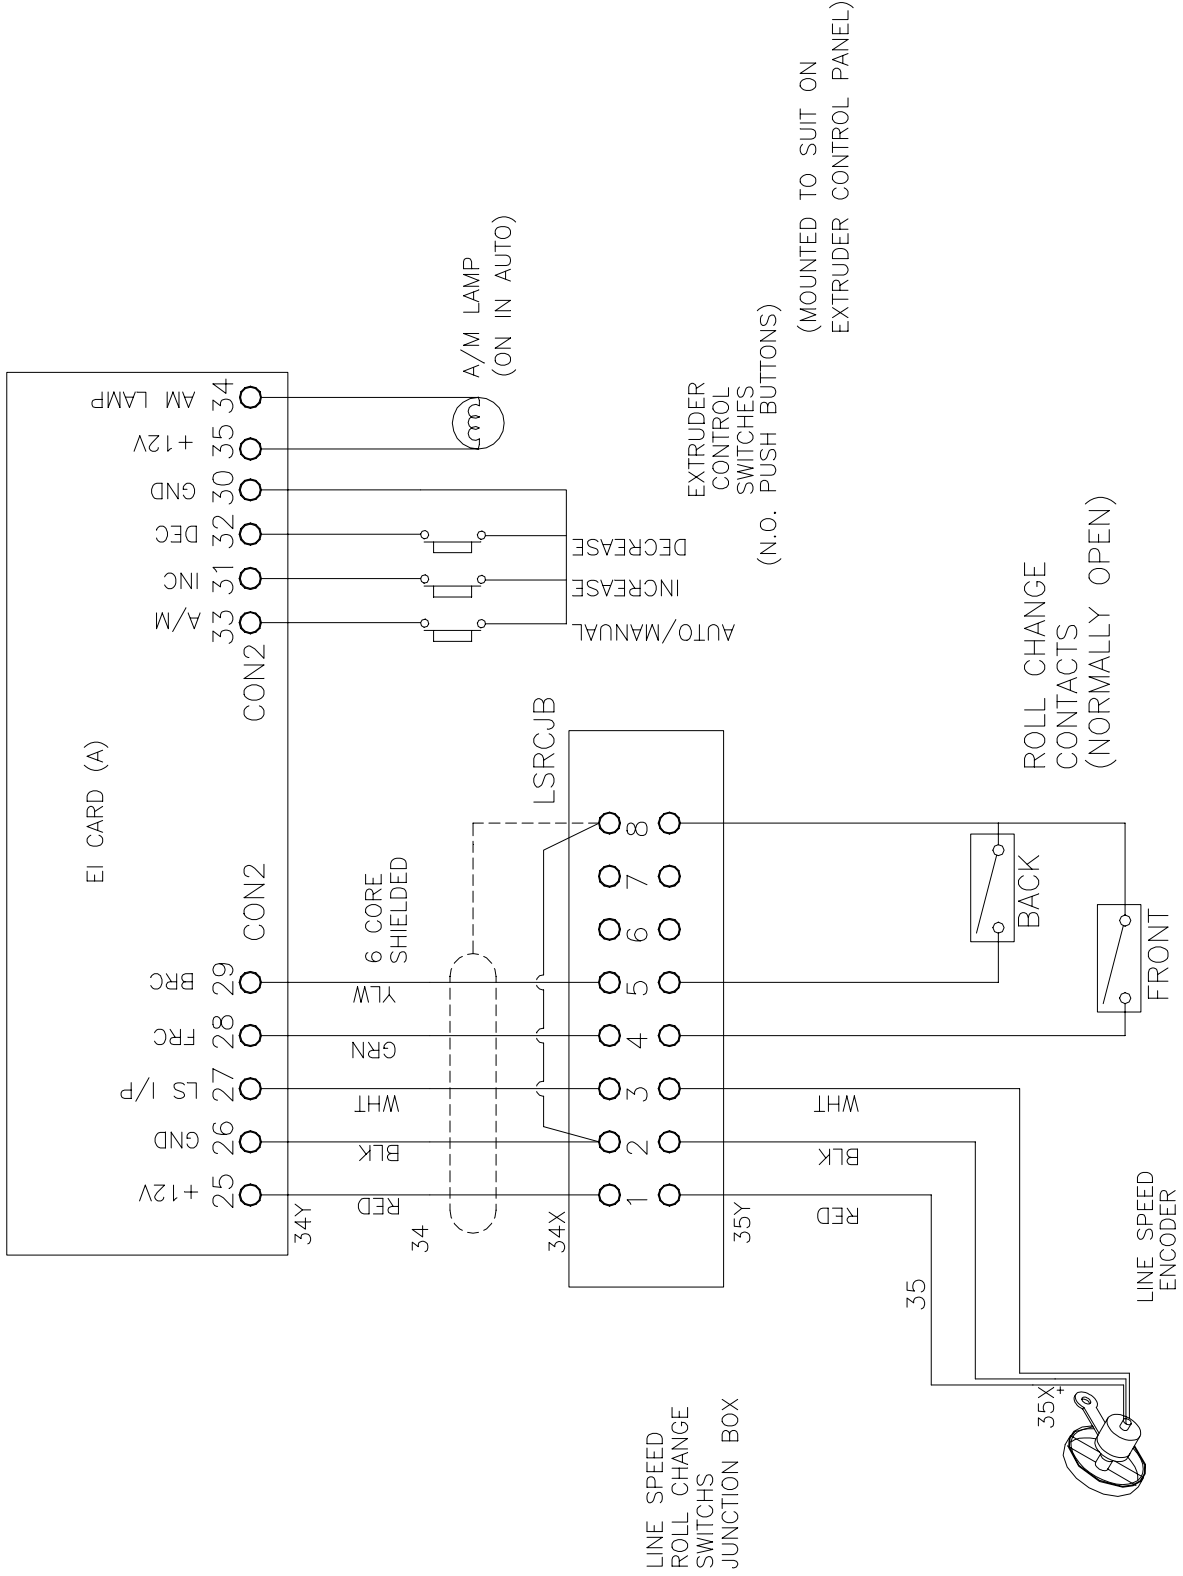 EI CARD (A)
+12V
25
GND
26
LS I/P
27
FRC
28
BRC
29
CON2
CON2
A/M
33
INC
31
DEC
32
GND
30
+12V
35
AM LAMP
34
34Y
RED
BLK
WHT
GRN
YLW
6 CORE
SHIELDED
34
34X
LSRCJB
1
2
3
4
5
6
7
8
35Y
RED
BLK
WHT
35
35X
+
LINE SPEED
ROLL CHANGE
SWITCHS
JUNCTION BOX
LINE SPEED
ENCODER
FRONT
BACK
ROLL CHANGE
CONTACTS
(NORMALLY OPEN)
AUTO/MANUAL
INCREASE
DECREASE
EXTRUDER
CONTROL
SWITCHES
(N.O. PUSH BUTTONS)
A/M LAMP
(ON IN AUTO)
(MOUNTED TO SUIT ON
EXTRUDER CONTROL PANEL)